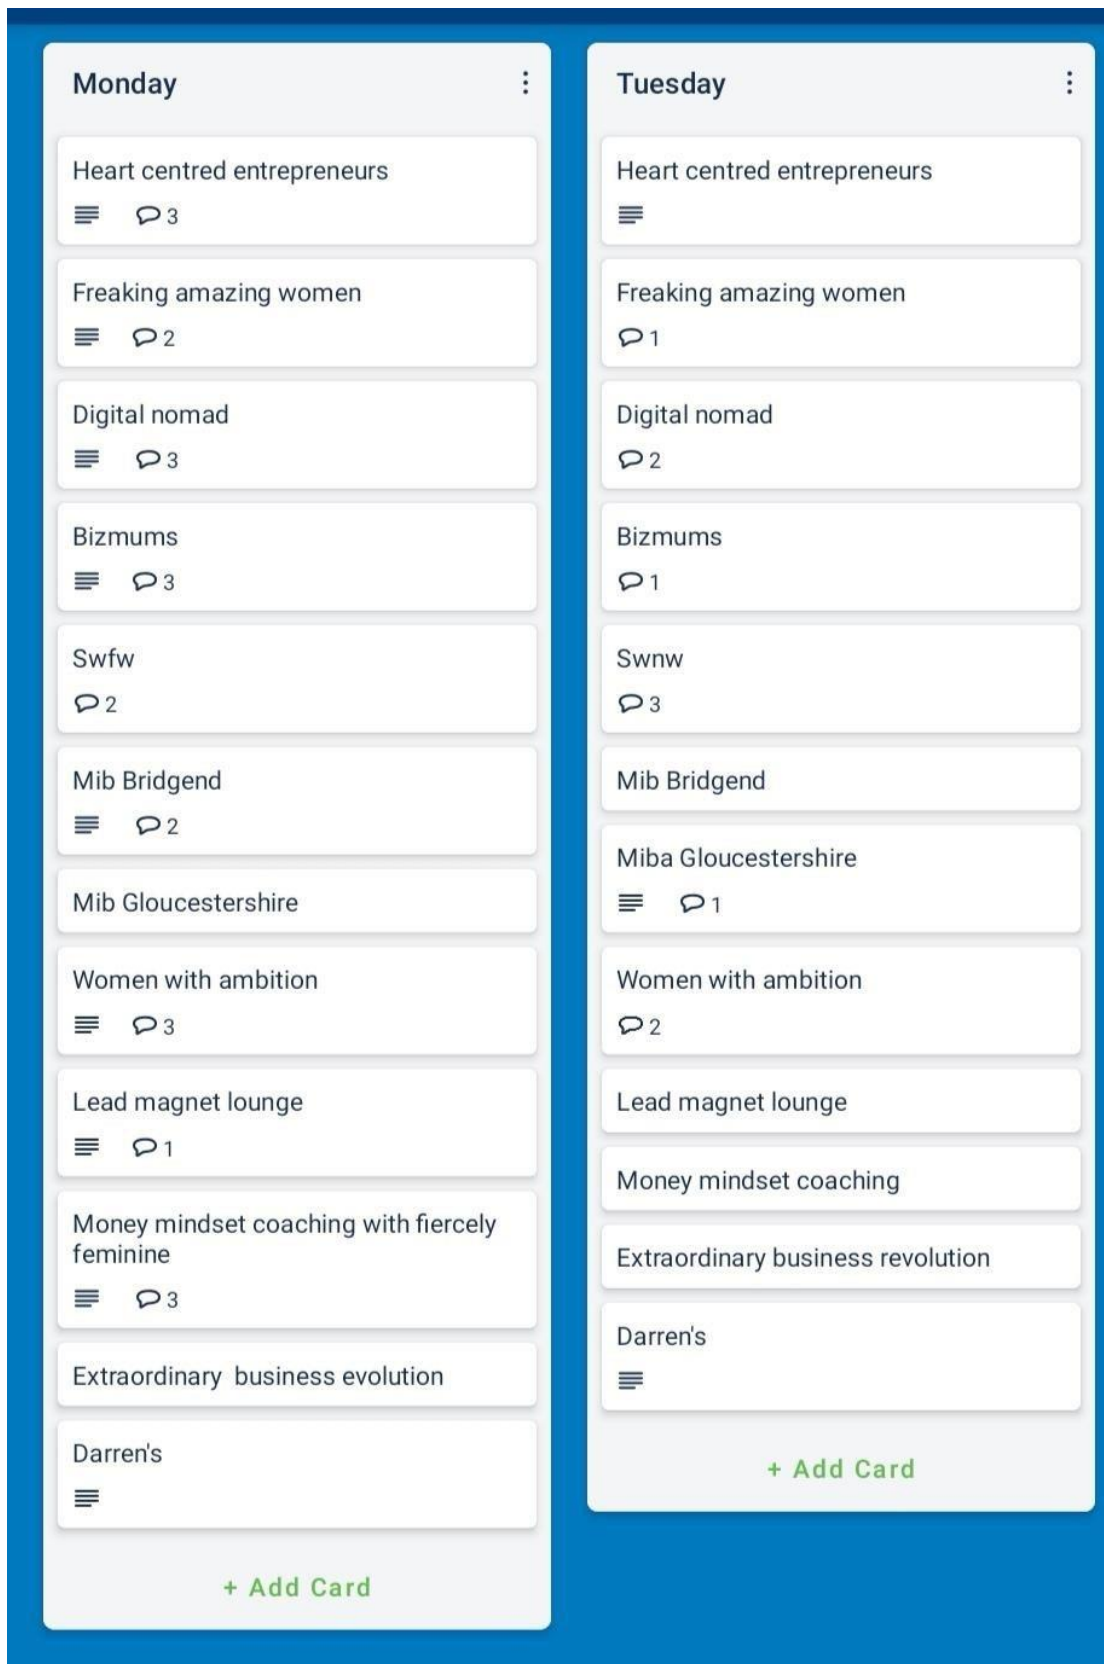 Monday
Heart centred entrepreneurs
3
Freaking amazing women
2
Digital nomad
3
Bizmums
3
Swfw
2
Mib Bridgend
2
Mib Gloucestershire
Women with ambition
3
Lead magnet lounge
1
Money mindset coaching with fiercely
feminine
3
Extraordinary  business evolution
Darren's
+ Add Card
Tuesday
Heart centred entrepreneurs
Freaking amazing women
1
Digital nomad
2
Bizmums
1
Swnw
3
Mib Bridgend
Miba Gloucestershire
1
Women with ambition
2
Lead magnet lounge
Money mindset coaching
Extraordinary business revolution
Darren's
+ Add Card